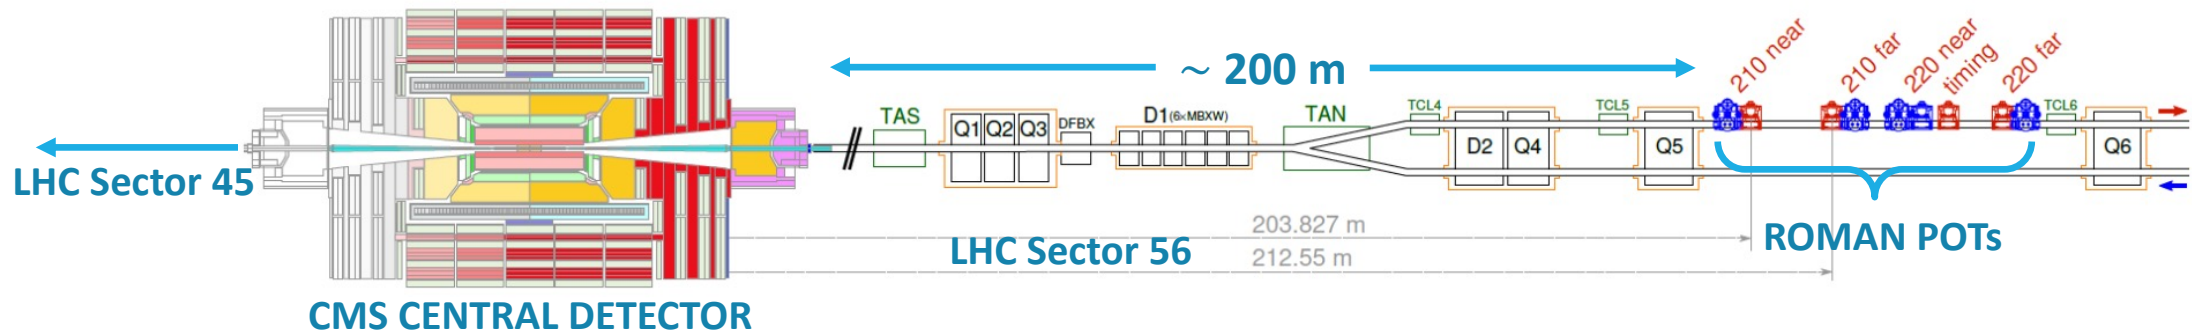 LHC Sector 45
CMS CENTRAL DETECTOR
~ 200 m
TAS
Q1 Q2 Q3
DFBX
D1(6×MBXW)
TAN
TCL4
D2 Q4
TCL5
Q5
210 near
210 far
220 near
timing
220 far
TCL6
Q6
203.827 m
LHC Sector 56
212.55 m
ROMAN POTs